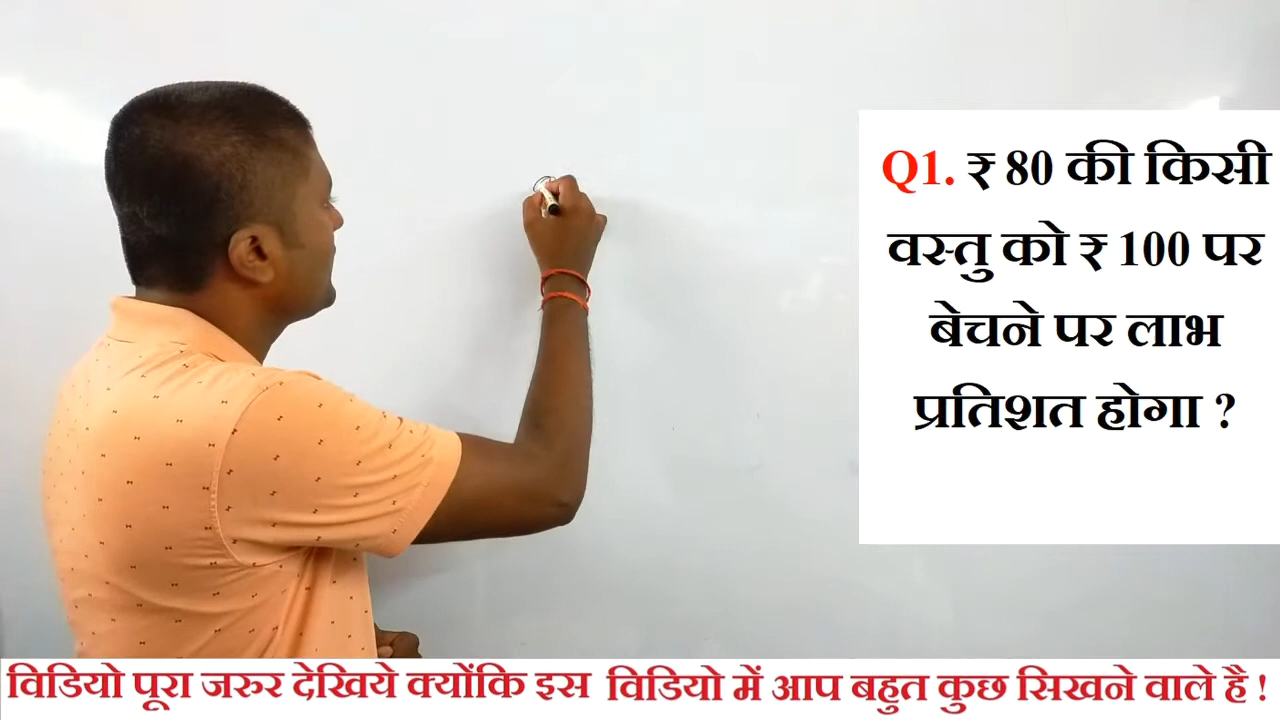 Q1. ₹ 80 की किसी
वस्तु को ₹ 100 पर
बेचने पर लाभ
प्रतिशत होगा ?
विडियो पूरा जरुर देखिये क्योंकि इस विडियो में आप बहुत कुछ सिखने वाले है !